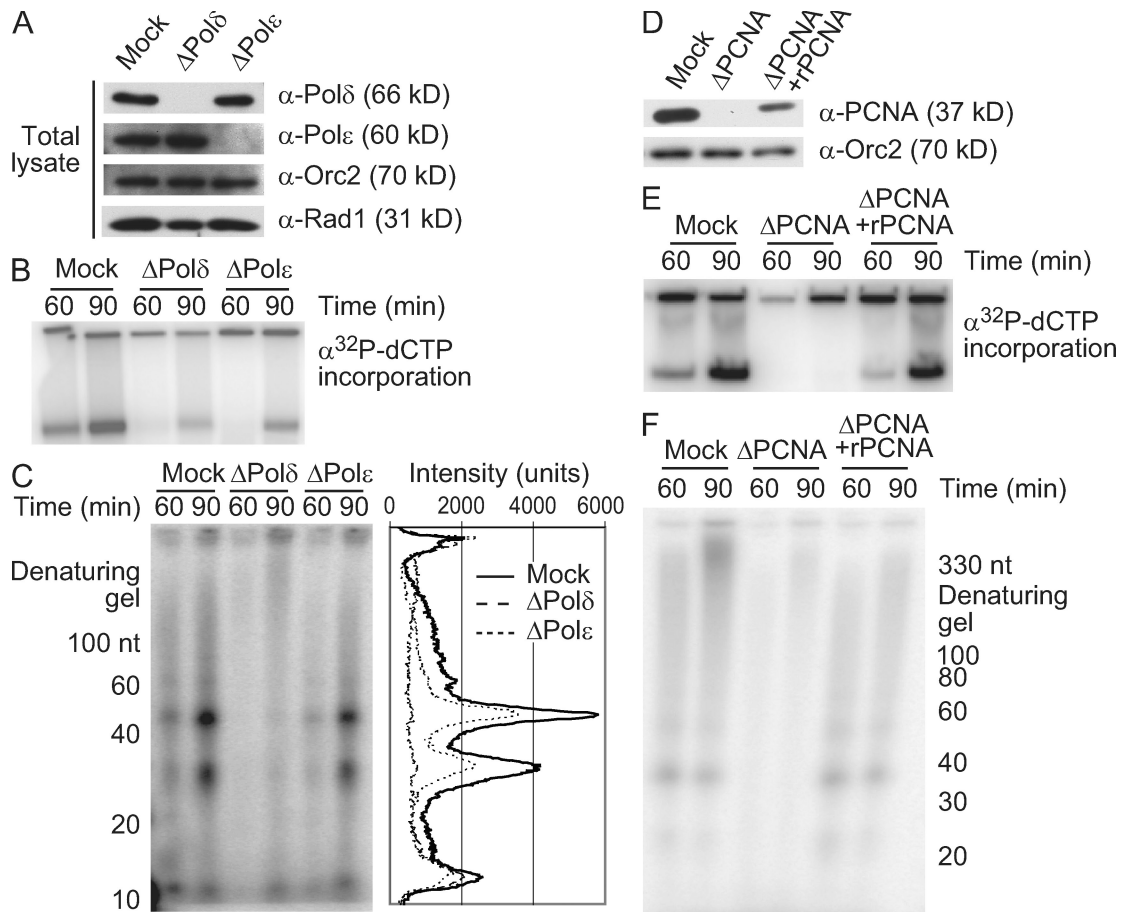 A
Mock
ΔPolδ
ΔPolε
Total
lysate
α-Polδ (66 kD)
α-Polε (60 kD)
α-Orc2 (70 kD)
α-Rad1 (31 kD)
B
Mock ΔPolδ ΔPolε
60 90 60 90 60 90 Time (min)
α³²P-dCTP
incorporation
C
Mock ΔPolδ ΔPolε
Time (min) 60 90 60 90 60 90
Denaturing
gel
100 nt
60
40
20
10
Intensity (units)
0 2000 4000 6000
Mock
ΔPolδ
ΔPolε
D
Mock
ΔPCNA
ΔPCNA
+rPCNA
α-PCNA (37 kD)
α-Orc2 (70 kD)
E
ΔPCNA
Mock ΔPCNA +rPCNA
60 90 60 90 60 90 Time (min)
α³²P-dCTP
incorporation
F
ΔPCNA
Mock ΔPCNA +rPCNA
60 90 60 90 60 90 Time (min)
330 nt
Denaturing
gel
100
80
60
40
30
20